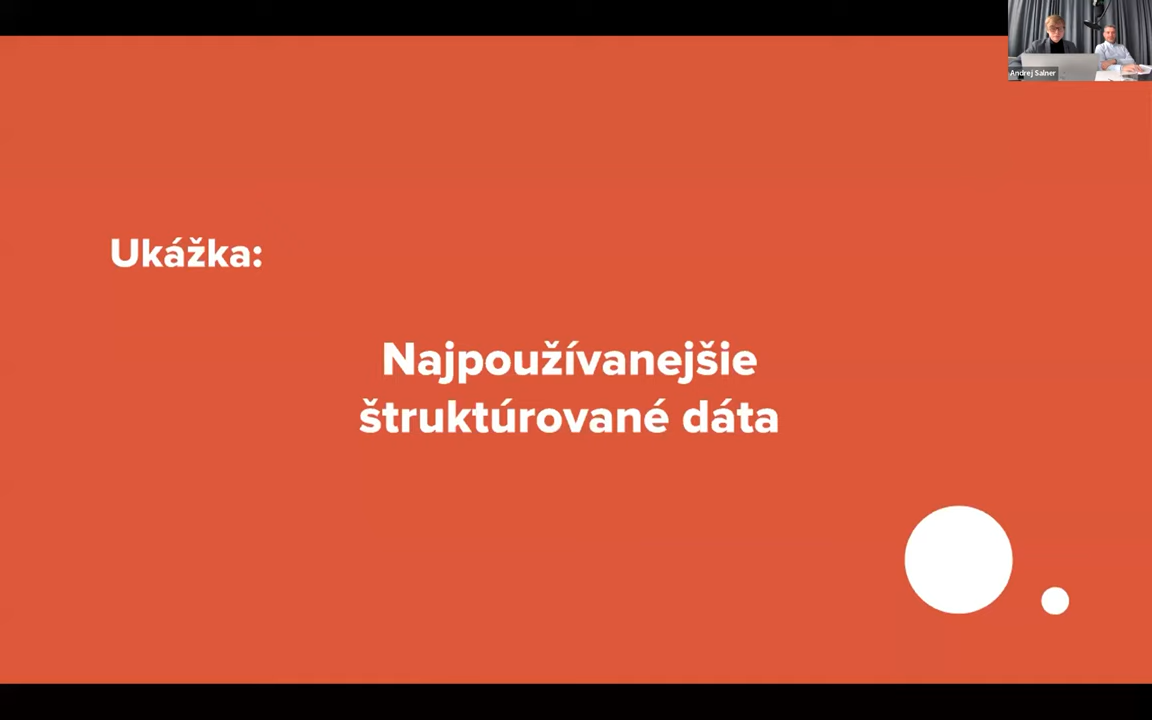 Andrej Salner
Ukážka:
Najpoužívanejšie
štruktúrované dáta